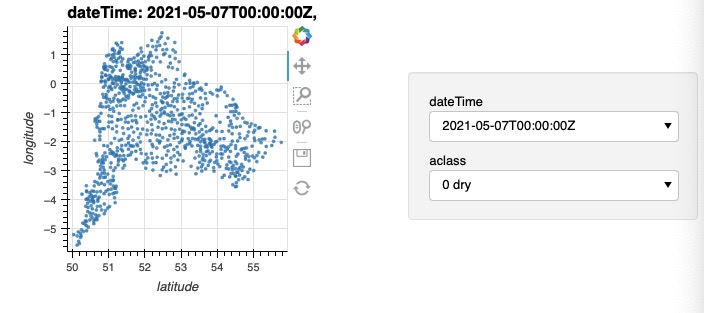 dateTime: 2021-05-07T00:00:00Z,
1
0
−1
−2
−3
−4
−5
longitude
50 51 52 53 54 55
latitude
dateTime
2021-05-07T00:00:00Z
aclass
0 dry